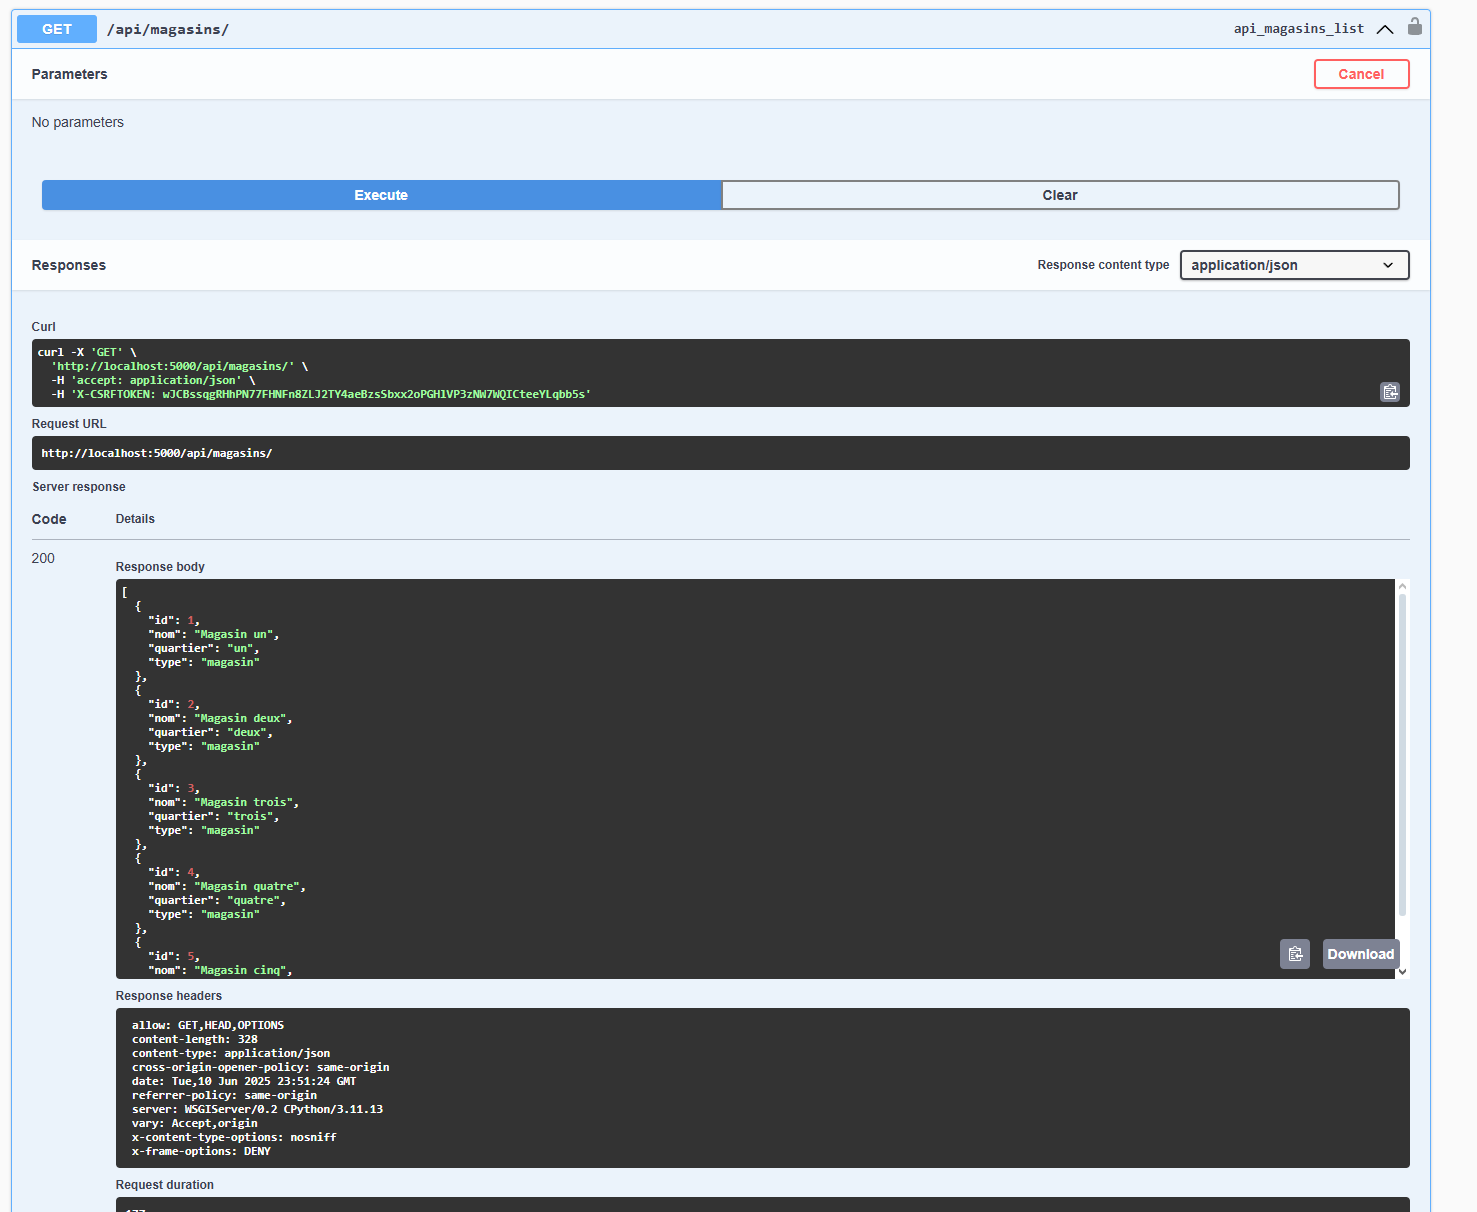 GET /api/magasins/ api_magasins_list
Parameters Cancel
No parameters
Execute Clear
Responses Response content type application/json
Curl
curl -X 'GET' \
'http://localhost:5000/api/magasins/' \
-H 'accept: application/json' \
-H 'X-CSRFTOKEN: wJCBssqgRHhPN77FHNFn8ZLJ2TY4aeBzsSbxx2oPGHlVP3zNW7WQICteeYLqbb5s'
Request URL
http://localhost:5000/api/magasins/
Server response
Code Details
200
Response body
[
{
"id": 1,
"nom": "Magasin un",
"quartier": "un",
"type": "magasin"
},
{
"id": 2,
"nom": "Magasin deux",
"quartier": "deux",
"type": "magasin"
},
{
"id": 3,
"nom": "Magasin trois",
"quartier": "trois",
"type": "magasin"
},
{
"id": 4,
"nom": "Magasin quatre",
"quartier": "quatre",
"type": "magasin"
},
{
"id": 5,
"nom": "Magasin cinq",
Download
Response headers
allow: GET,HEAD,OPTIONS
content-length: 328
content-type: application/json
cross-origin-opener-policy: same-origin
date: Tue,10 Jun 2025 23:51:24 GMT
referrer-policy: same-origin
server: WSGIServer/0.2 CPython/3.11.13
vary: Accept,origin
x-content-type-options: nosniff
x-frame-options: DENY
Request duration